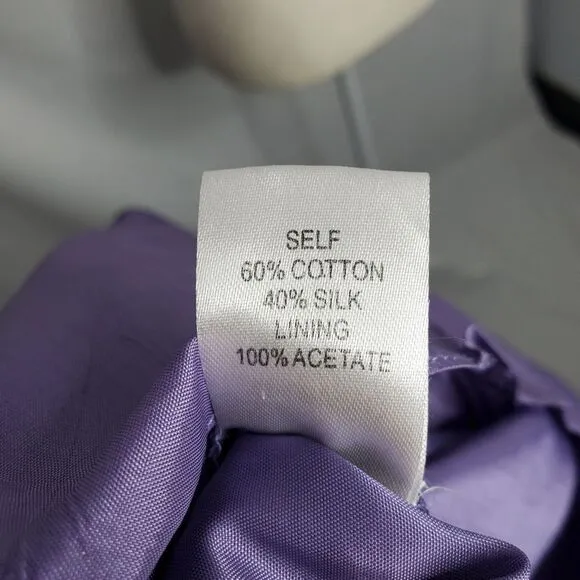 SELF
60% COTTON
40% SILK
LINING
100% ACETATE